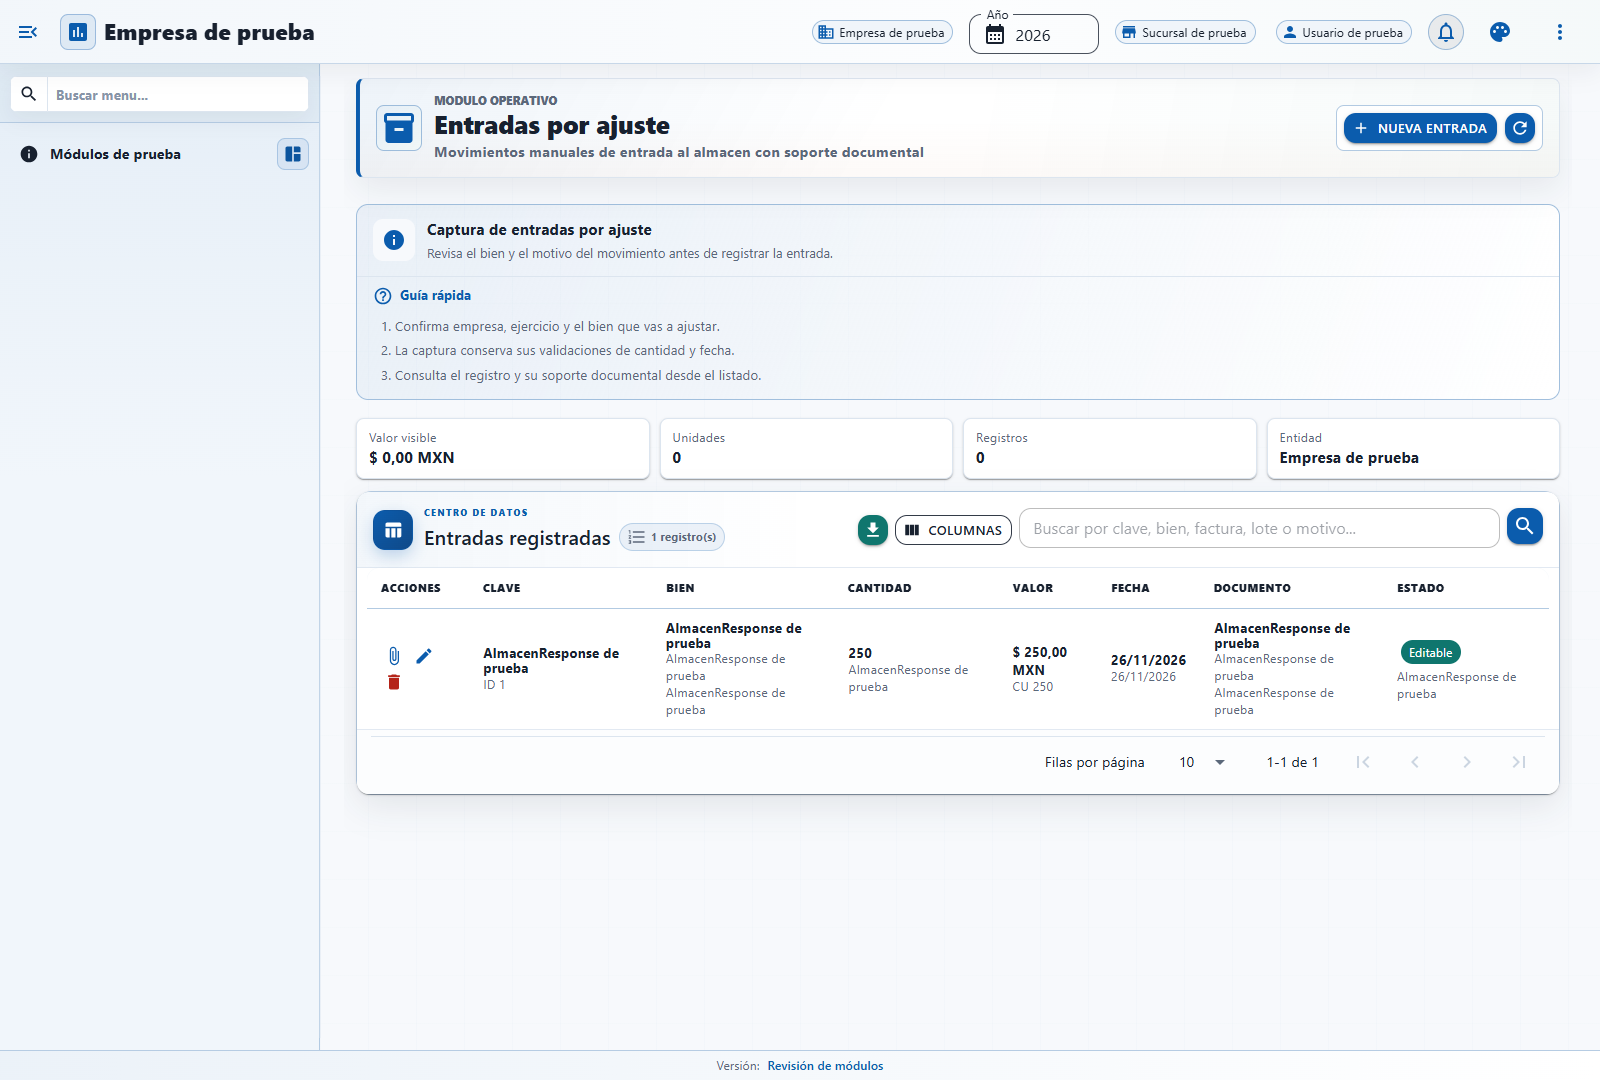 Empresa de prueba
Empresa de prueba
Año
2026
Sucursal de prueba
Usuario de prueba
Buscar menu...
Módulos de prueba
MODULO OPERATIVO
Entradas por ajuste
Movimientos manuales de entrada al almacen con soporte documental
NUEVA ENTRADA
Captura de entradas por ajuste
Revisa el bien y el motivo del movimiento antes de registrar la entrada.
Guía rápida
1. Confirma empresa, ejercicio y el bien que vas a ajustar.
2. La captura conserva sus validaciones de cantidad y fecha.
3. Consulta el registro y su soporte documental desde el listado.
Valor visible
$ 0,00 MXN
Unidades
0
Registros
0
Entidad
Empresa de prueba
CENTRO DE DATOS
Entradas registradas
1 registro(s)
COLUMNAS
Buscar por clave, bien, factura, lote o motivo...
ACCIONES CLAVE BIEN CANTIDAD VALOR FECHA DOCUMENTO ESTADO
AlmacenResponse de
prueba
ID 1
AlmacenResponse de
prueba
AlmacenResponse de
prueba
AlmacenResponse de
prueba
250
AlmacenResponse de
prueba
$ 250,00
MXN
CU 250
26/11/2026
26/11/2026
AlmacenResponse de
prueba
AlmacenResponse de
prueba
AlmacenResponse de
prueba
Editable
AlmacenResponse de
prueba
Filas por página 10 1-1 de 1
Versión: Revisión de módulos